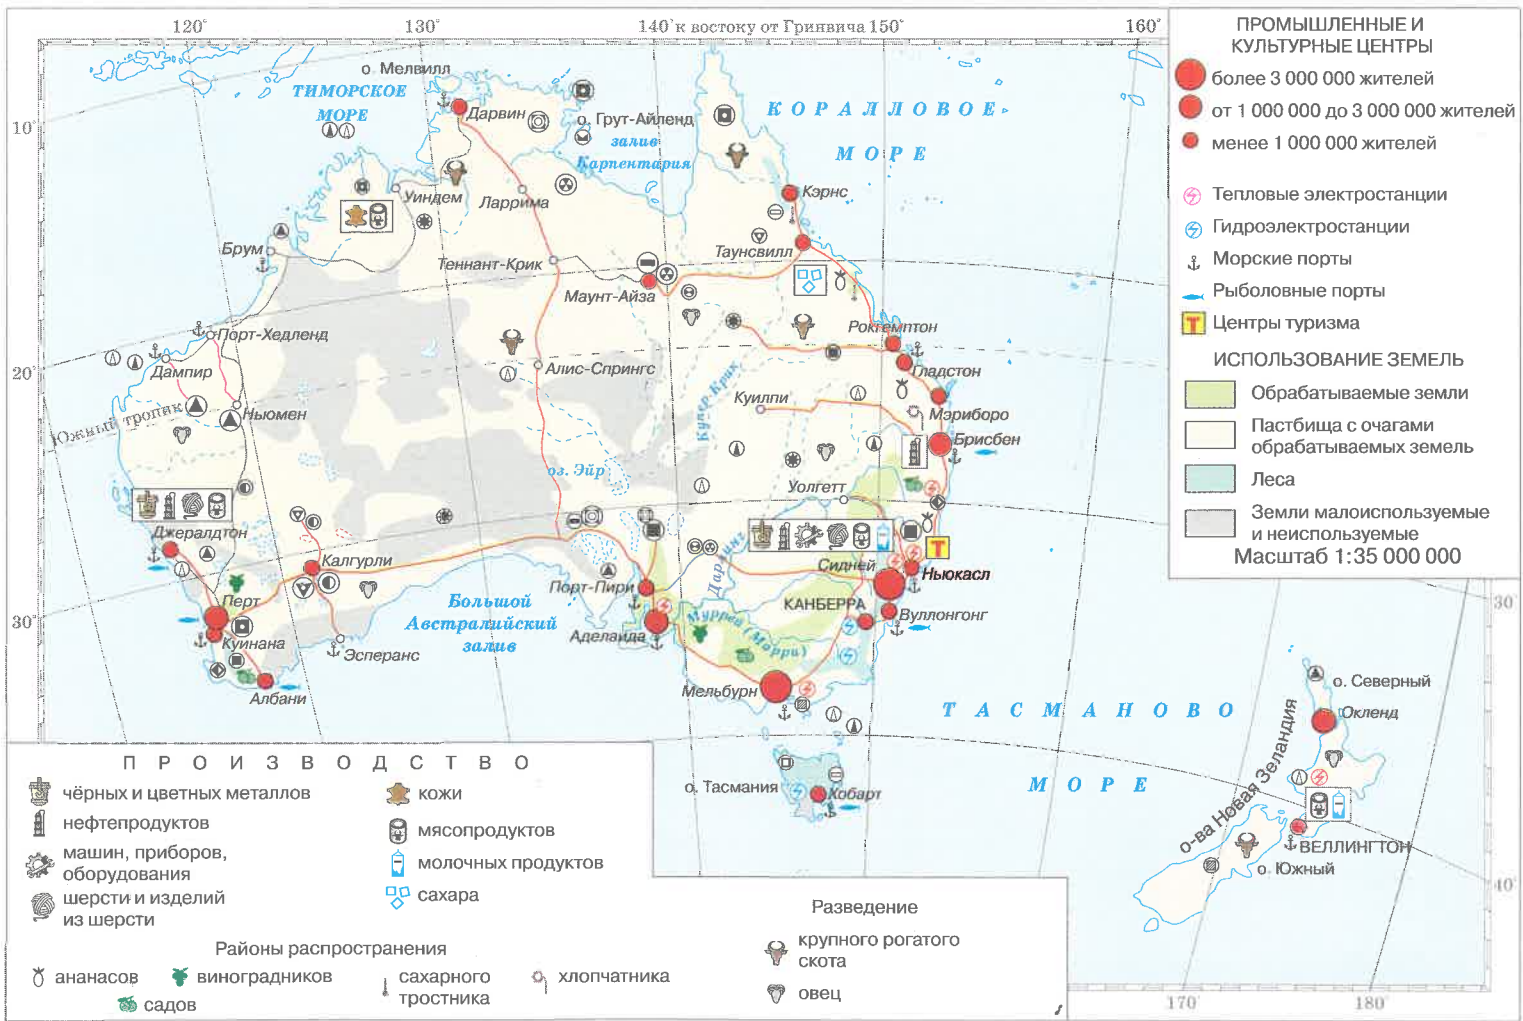 120°
130°
140° к востоку от Гринвича 150°
160°
10°
20°
30°
30°
40°
170°
180°
ПРОМЫШЛЕННЫЕ И
КУЛЬТУРНЫЕ ЦЕНТРЫ
более 3 000 000 жителей
от 1 000 000 до 3 000 000 жителей
менее 1 000 000 жителей
Тепловые электростанции
Гидроэлектростанции
Морские порты
Рыболовные порты
Т Центры туризма
ИСПОЛЬЗОВАНИЕ ЗЕМЕЛЬ
Обрабатываемые земли
Пастбища с очагами
обрабатываемых земель
Леса
Земли малоиспользуемые
и неиспользуемые
Масштаб 1:35 000 000
о. Мелвилл
ТИМОРСКОЕ
МОРЕ
Дарвин
о. Грут-Айленд
залив
Карпентария
КОРАЛЛОВОЕ
МОРЕ
Уиндем
Ларрима
Кэрнс
Брум
Теннант-Крик
Таунсвилл
Маунт-Айза
Порт-Хедленд
Рокгемптон
Дампир
Алис-Спрингс
Гладстон
Южный тропик
Ньюмен
Купер-Крик
Куилпи
Мэриборо
Брисбен
оз. Эйр
Уолгетт
Джералдтон
Калгурли
Дарлинг
Сидней
Т
Ньюкасл
Порт-Пири
Перт
Большой
Австралийский
залив
КАНБЕРРА
Муррей (Марри)
Вуллонгонг
Куинана
Эсперанс
Аделаида
Албани
Мельбурн
ТАСМАНОВО
МОРЕ
о. Тасмания
Хобарт
о. Северный
Окленд
о-ва Новая Зеландия
ВЕЛЛИНГТОН
о. Южный
ПРОИЗВОДСТВО
чёрных и цветных металлов
нефтепродуктов
машин, приборов,
оборудования
шерсти и изделий
из шерсти
кожи
мясопродуктов
молочных продуктов
сахара
Районы распространения
ананасов
виноградников
садов
сахарного
тростника
хлопчатника
Разведение
крупного рогатого
скота
овец